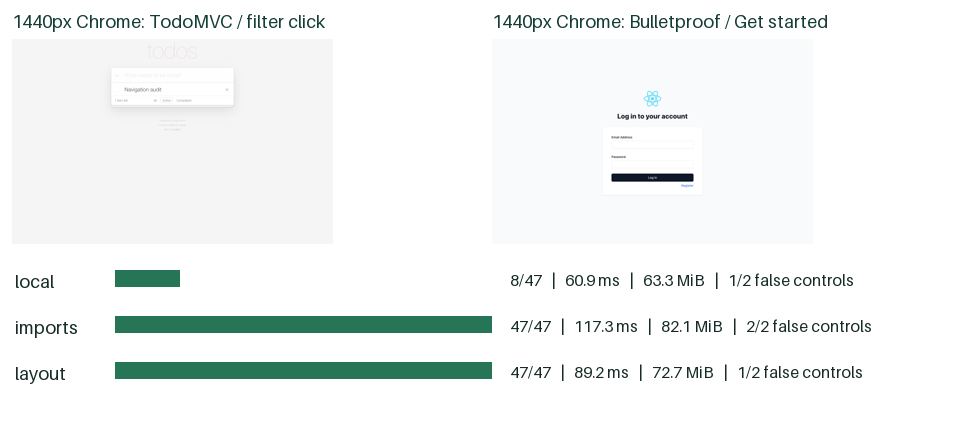 1440px Chrome: TodoMVC / filter click
1440px Chrome: Bulletproof / Get started
todos
Navigation audit
Log in to your account
Email Address
Password
Log in
Register
local 8/47 | 60.9 ms | 63.3 MiB | 1/2 false controls
imports 47/47 | 117.3 ms | 82.1 MiB | 2/2 false controls
layout 47/47 | 89.2 ms | 72.7 MiB | 1/2 false controls